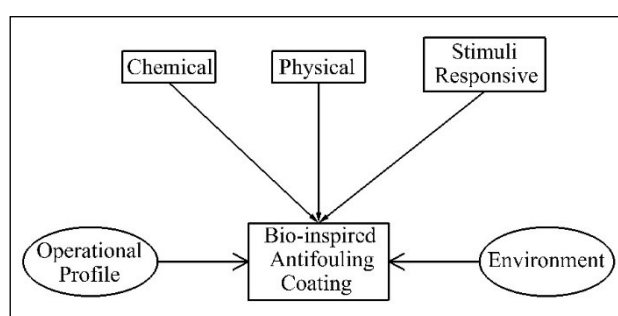 Chemical
Physical
Stimuli
Responsive
Operational
Profile
Bio-inspired
Antifouling
Coating
Environment